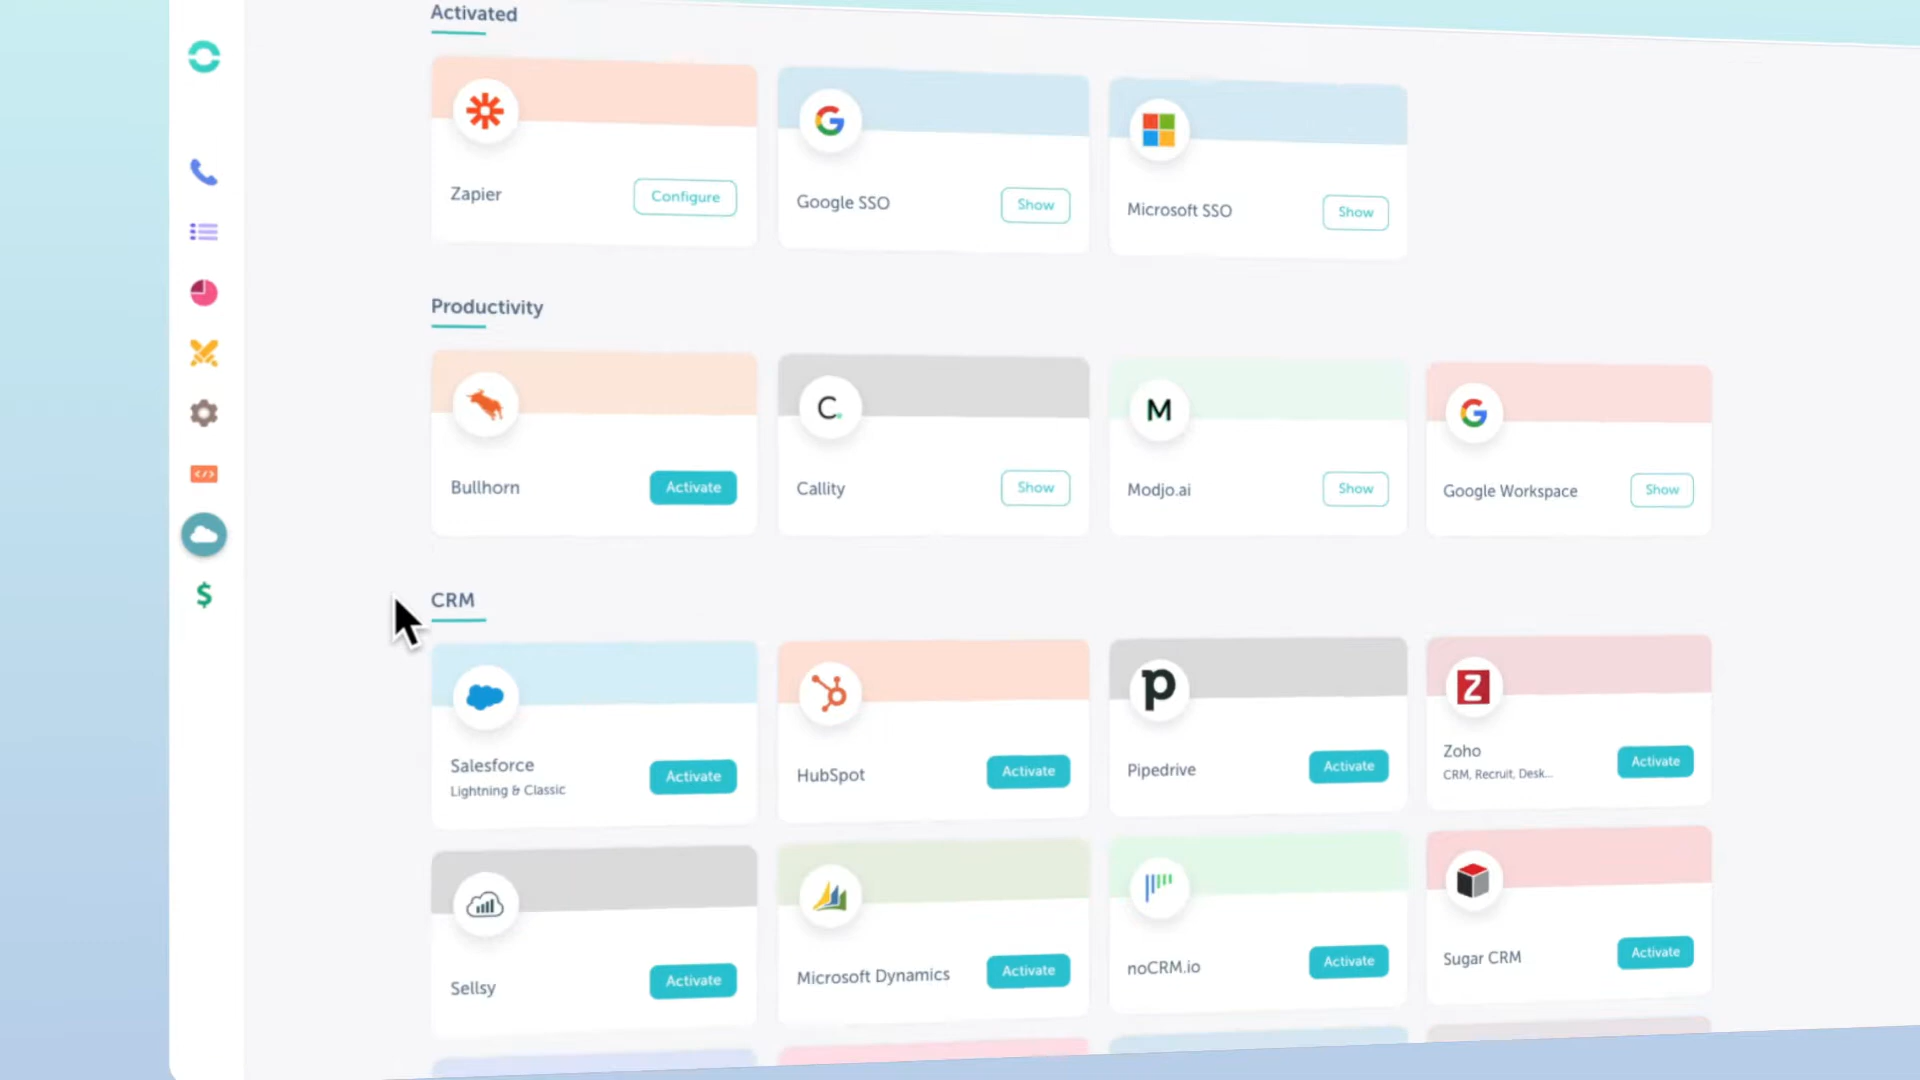 Activated
Zapier
Configure
Google SSO
Show
Microsoft SSO
Show
Productivity
Bullhorn
Activate
C.
Callity
Show
M
Modjo.ai
Show
G
Google Workspace
Show
CRM
Salesforce
Lightning & Classic
Activate
HubSpot
Activate
p
Pipedrive
Activate
Z
Zoho
CRM, Recruit, Desk...
Activate
Sellsy
Activate
Microsoft Dynamics
Activate
noCRM.io
Activate
Sugar CRM
Activate